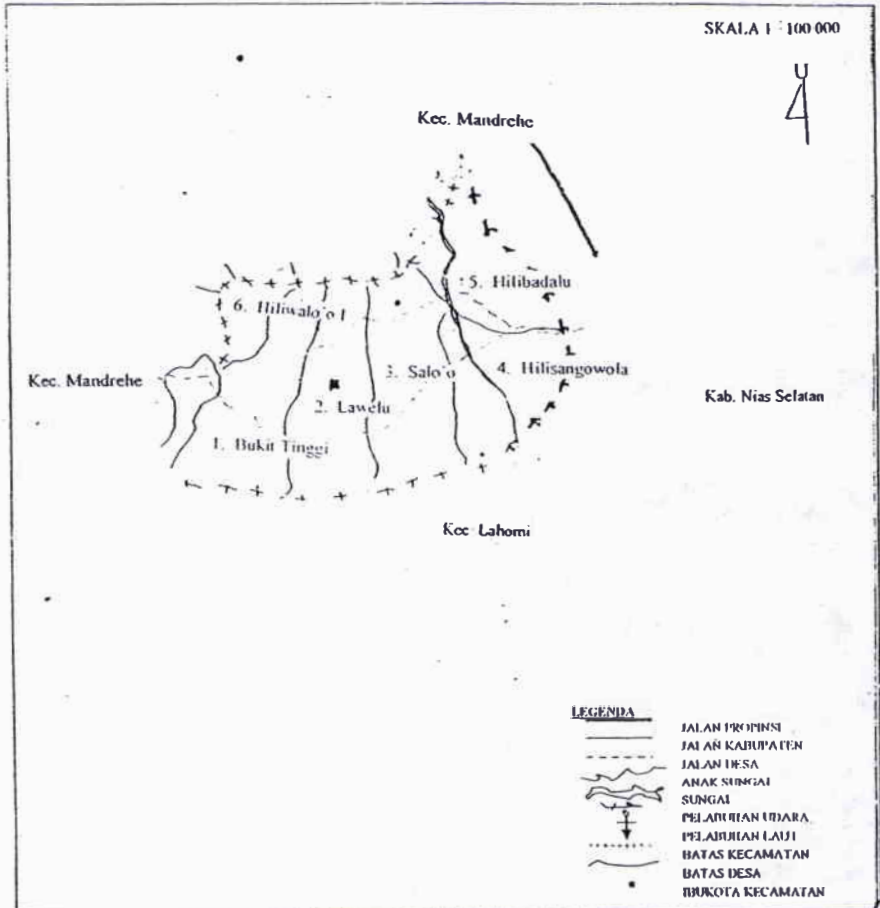 SKALA 1 : 100 000
U
Kec. Mandrehe
5. Hilibadalu
6. Hiliwalo'o I
Kec. Mandrehe
3. Salo'o
4. Hilisangowola
2. Lawelu
Kab. Nias Selatan
1. Bukit Tinggi
Kec Lahomi
LEGENDA
JALAN PROPINSI
JALAN KABUPATEN
JALAN DESA
ANAK SUNGAI
SUNGAI
PELABUHAN UDARA
PELABUHAN LAUT
BATAS KECAMATAN
BATAS DESA
IBUKOTA KECAMATAN